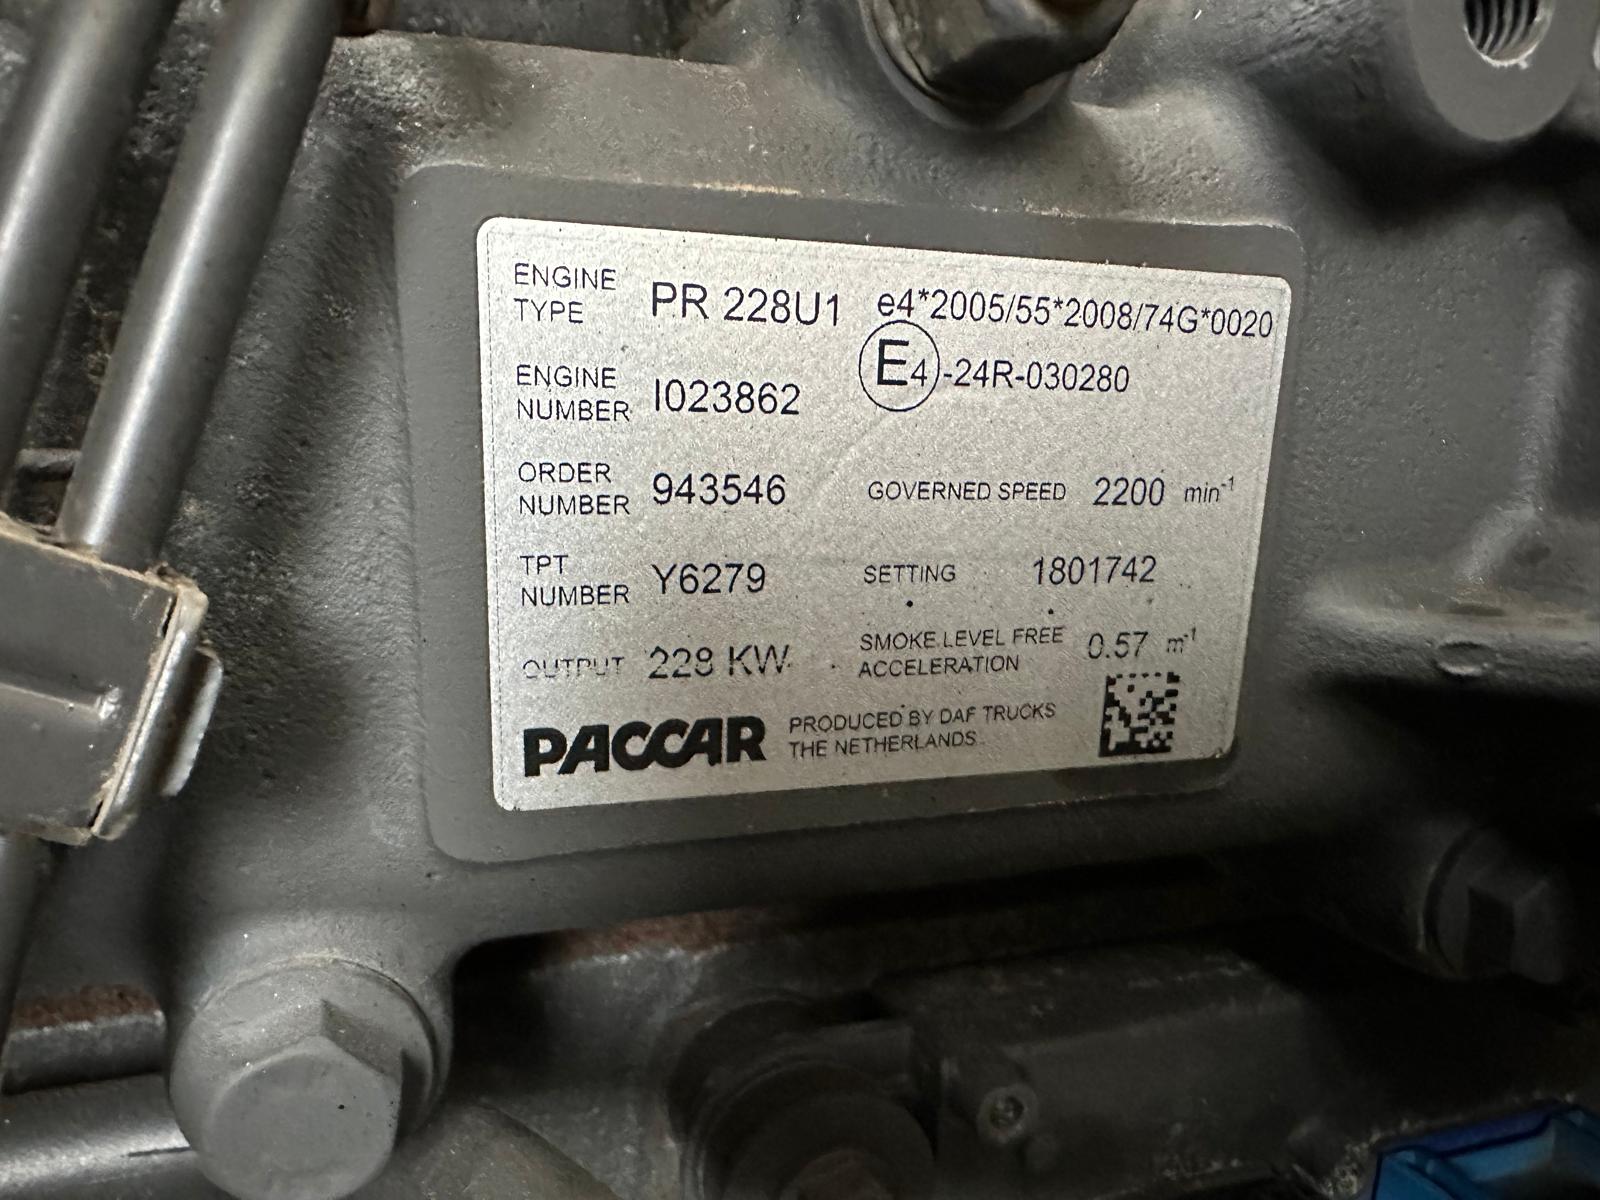 ENGINE TYPE PR 228U1 e4*2005/55*2008/74G*0020
E4-24R-030280
ENGINE NUMBER I023862
ORDER NUMBER 943546 GOVERNED SPEED 2200 min-1
TPT NUMBER Y6279 SETTING 1801742
OUTPUT 228 KW SMOKE LEVEL FREE ACCELERATION 0.57 m-1
PACCAR PRODUCED BY DAF TRUCKS
THE NETHERLANDS